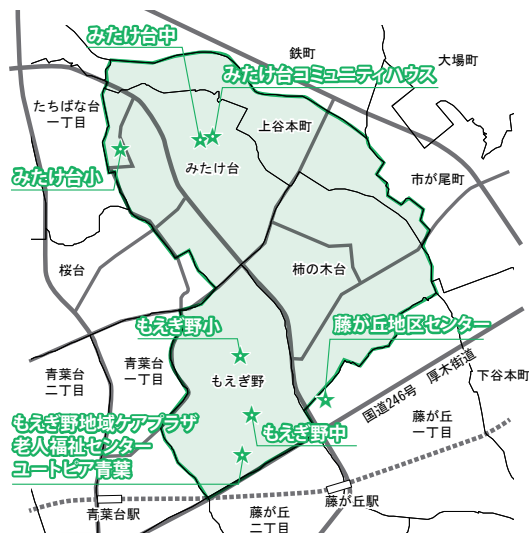 みたけ台中
鉄町
大場町
みたけ台コミュニティハウス
たちばな台
一丁目
上谷本町
みたけ台
みたけ台小
市が尾町
桜台
柿の木台
もえぎ野小
藤が丘地区センター
青葉台
二丁目
青葉台
一丁目
もえぎ野
国道246号 厚木街道
下谷本町
もえぎ野地域ケアプラザ
老人福祉センター
ユートピア青葉
もえぎ野中
藤が丘
一丁目
青葉台駅
藤が丘
二丁目
藤が丘駅